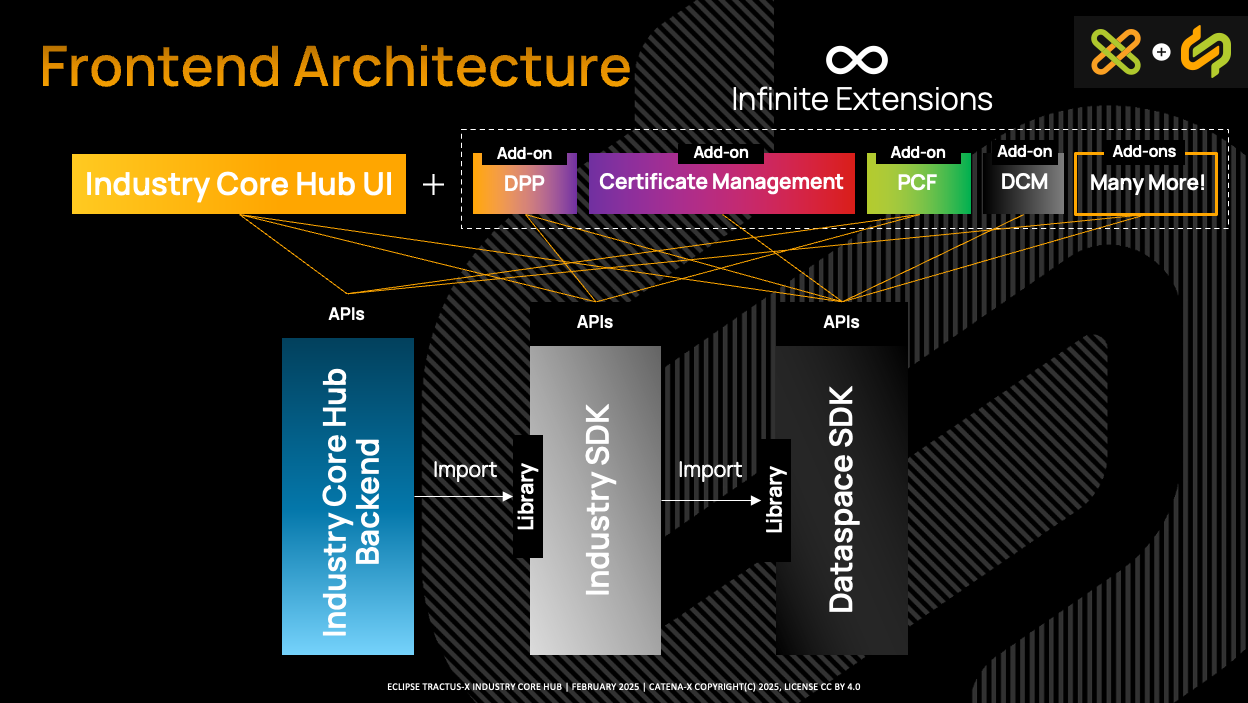 Frontend Architecture
Infinite Extensions
Industry Core Hub UI
+
Add-on
DPP
Add-on
Certificate Management
Add-on
PCF
Add-on
DCM
Add-ons
Many More!
APIs
Industry Core Hub
Backend
Import
APIs
Library
Industry SDK
Import
APIs
Library
Dataspace SDK
ECLIPSE TRACTUS-X INDUSTRY CORE HUB | FEBRUARY 2025 | CATENA-X COPYRIGHT(C) 2025, LICENSE CC BY 4.0